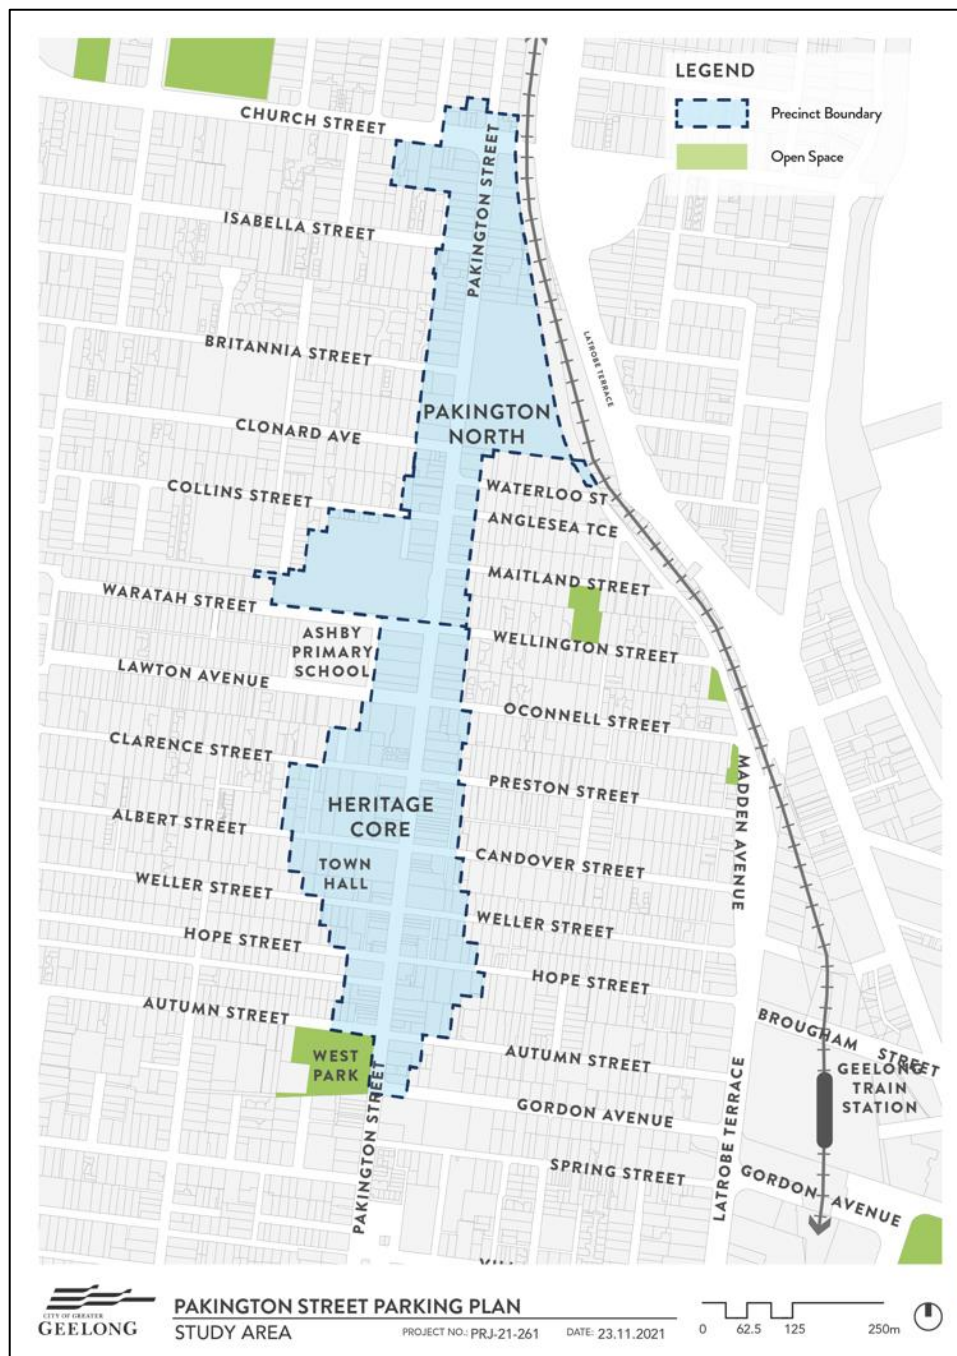 LEGEND
Precinct Boundary
Open Space
CHURCH STREET
PAKINGTON STREET
ISABELLA STREET
LATROBE TERRACE
BRITANNIA STREET
PAKINGTON
NORTH
CLONARD AVE
COLLINS STREET
WATERLOO ST
ANGLESEA TCE
MAITLAND STREET
WARATAH STREET
ASHBY
PRIMARY
SCHOOL
WELLINGTON STREET
LAWTON AVENUE
OCONNELL STREET
CLARENCE STREET
PRESTON STREET
MADDEN AVENUE
HERITAGE
CORE
ALBERT STREET
CANDOVER STREET
TOWN
HALL
WELLER STREET
WELLER STREET
HOPE STREET
HOPE STREET
AUTUMN STREET
BROUGHAM STREET
WEST
PARK
AUTUMN STREET
GEELONG
TRAIN
STATION
GORDON AVENUE
PAKINGTON STREET
LATROBE TERRACE
SPRING STREET
GORDON AVENUE
CITY OF GREATER
GEELONG
PAKINGTON STREET PARKING PLAN
STUDY AREA
PROJECT NO.: PRJ-21-261
DATE: 23.11.2021
0 62.5 125 250m